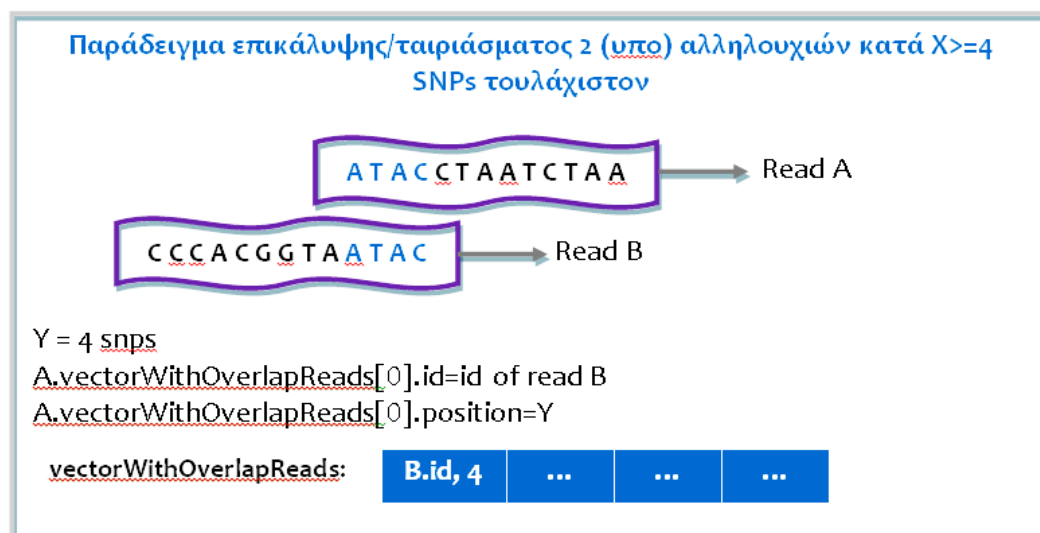 Παράδειγμα επικάλυψης/ταιριάσματος 2 (υπο) αλληλουχιών κατά X>=4
SNPs τουλάχιστον
A T A C C T A A T C T A A
Read A
C C C A C G G T A A T A C
Read B
Y = 4 snps
A.vectorWithOverlapReads[0].id=id of read B
A.vectorWithOverlapReads[0].position=Y
vectorWithOverlapReads:
B.id, 4 ... ... ...